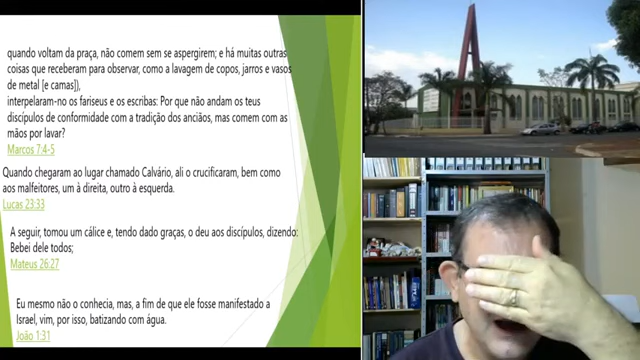 quando voltam da praça, não comem sem se aspergirem; e há muitas outras
coisas que receberam para observar, como a lavagem de copos, jarros e vasos
de metal [e camas]),
interpelaram-no os fariseus e os escribas: Por que não andam os teus
discípulos de conformidade com a tradição dos anciãos, mas comem com as
mãos por lavar?
Marcos 7:4-5
Quando chegaram ao lugar chamado Calvário, ali o crucificaram, bem como
aos malfeitores, um à direita, outro à esquerda.
Lucas 23:33
A seguir, tomou um cálice e, tendo dado graças, o deu aos discípulos, dizendo:
Bebei dele todos;
Mateus 26:27
Eu mesmo não o conhecia, mas, a fim de que ele fosse manifestado a
Israel, vim, por isso, batizando com água.
João 1:31